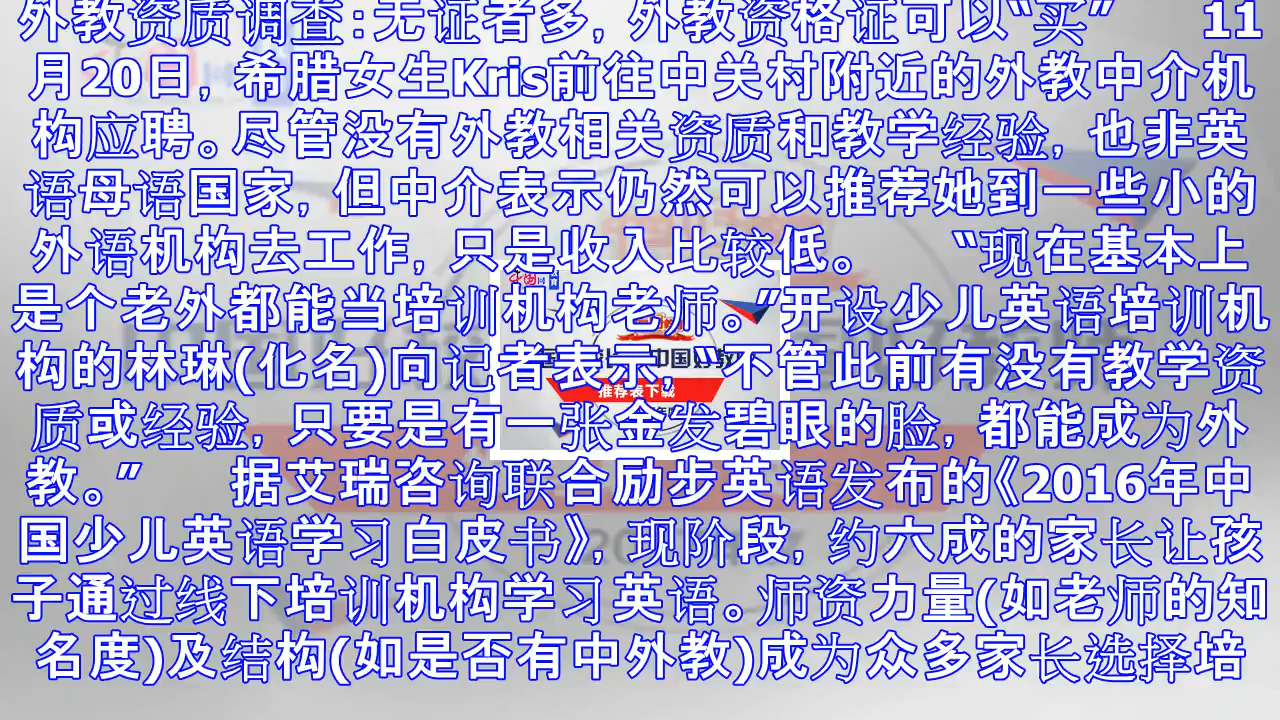 外教资质调查:无证者多，外教资格证可以“买” 11
月20日，希腊女生Kris前往中关村附近的外教中介机
构应聘。尽管没有外教相关资质和教学经验，也非英
语母语国家，但中介表示仍然可以推荐她到一些小的
外语机构去工作，只是收入比较低。 “现在基本上
是个老外都能当培训机构老师。”开设少儿英语培训机
构的林琳(化名)向记者表示，“不管此前有没有教学资
质或经验，只要是有一张金发碧眼的脸，都能成为外
教。” 据艾瑞咨询联合励步英语发布的《2016年中
国少儿英语学习白皮书》，现阶段，约六成的家长让孩
子通过线下培训机构学习英语。师资力量(如老师的知
名度)及结构(如是否有中外教)成为众多家长选择培
推荐表下载